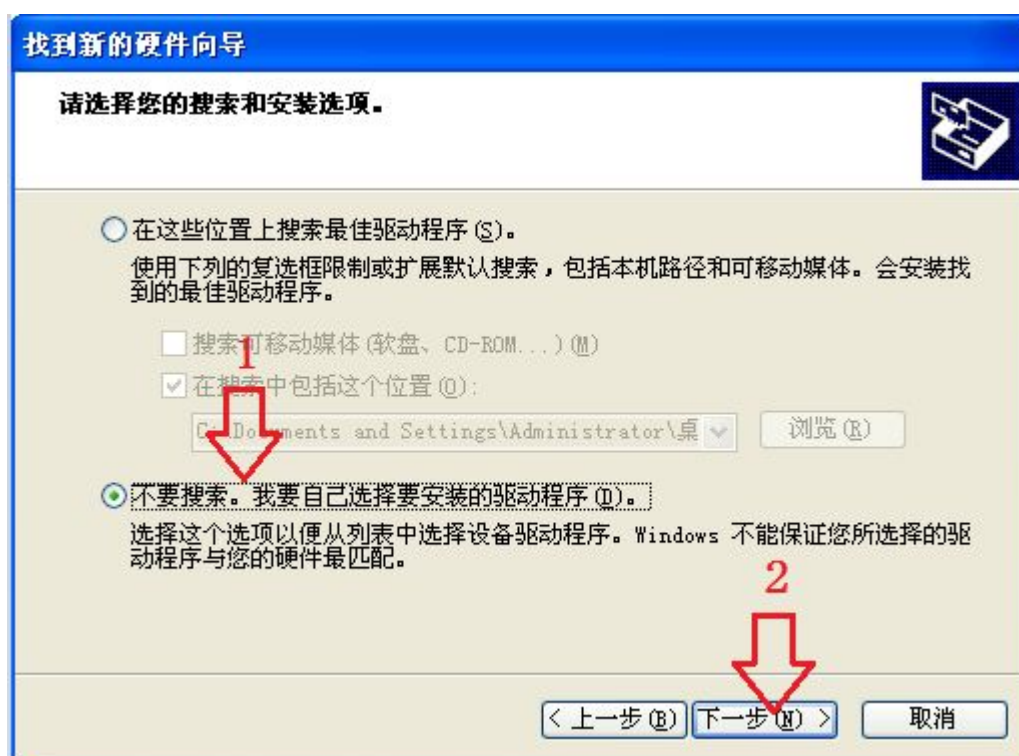 找到新的硬件向导
请选择您的搜索和安装选项。
在这些位置上搜索最佳驱动程序(S)。
使用下列的复选框限制或扩展默认搜索，包括本机路径和可移动媒体。会安装找
到的最佳驱动程序。
搜索可移动媒体(软盘、CD-ROM...)(M)
1
在搜索中包括这个位置(O):
C:\Documents and Settings\Administrator\桌
浏览(R)
不要搜索。我要自己选择要安装的驱动程序(D)。
选择这个选项以便从列表中选择设备驱动程序。Windows 不能保证您所选择的驱
动程序与您的硬件最匹配。
2
< 上一步(B)
下一步(N) >
取消